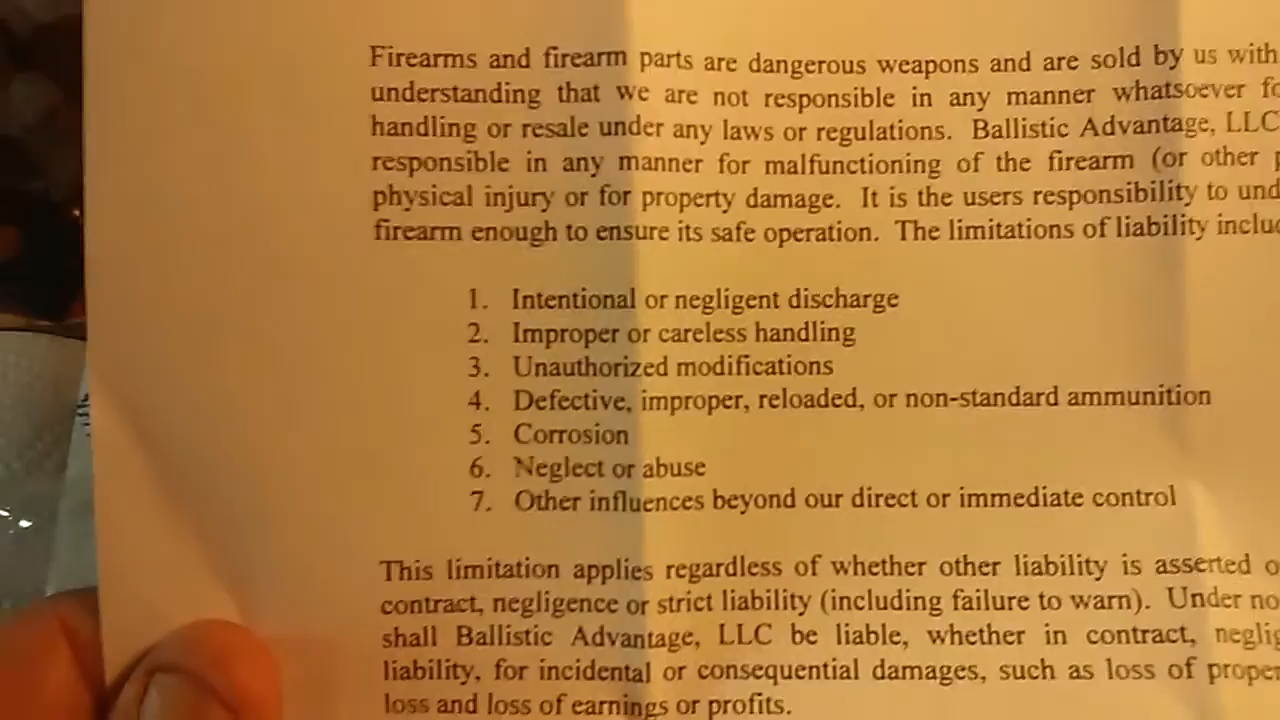 Firearms and firearm parts are dangerous weapons and are sold by us with
understanding that we are not responsible in any manner whatsoever
handling or resale under any laws or regulations. Ballistic Advantage, LLC
responsible in any manner for malfunctioning of the firearm (or other
physical injury or for property damage. It is the users responsibility to
firearm enough to ensure its safe operation. The limitations of liability
1. Intentional or negligent discharge
2. Improper or careless handling
3. Unauthorized modifications
4. Defective, improper, reloaded, or non-standard ammunition
5. Corrosion
6. Neglect or abuse
7. Other influences beyond our direct or immediate control
This limitation applies regardless of whether other liability is asserted
contract, negligence or strict liability (including failure to warn). Under no
shall Ballistic Advantage, LLC be liable, whether in contract,
liability, for incidental or consequential damages, such as loss of
loss and loss of earnings or profits.